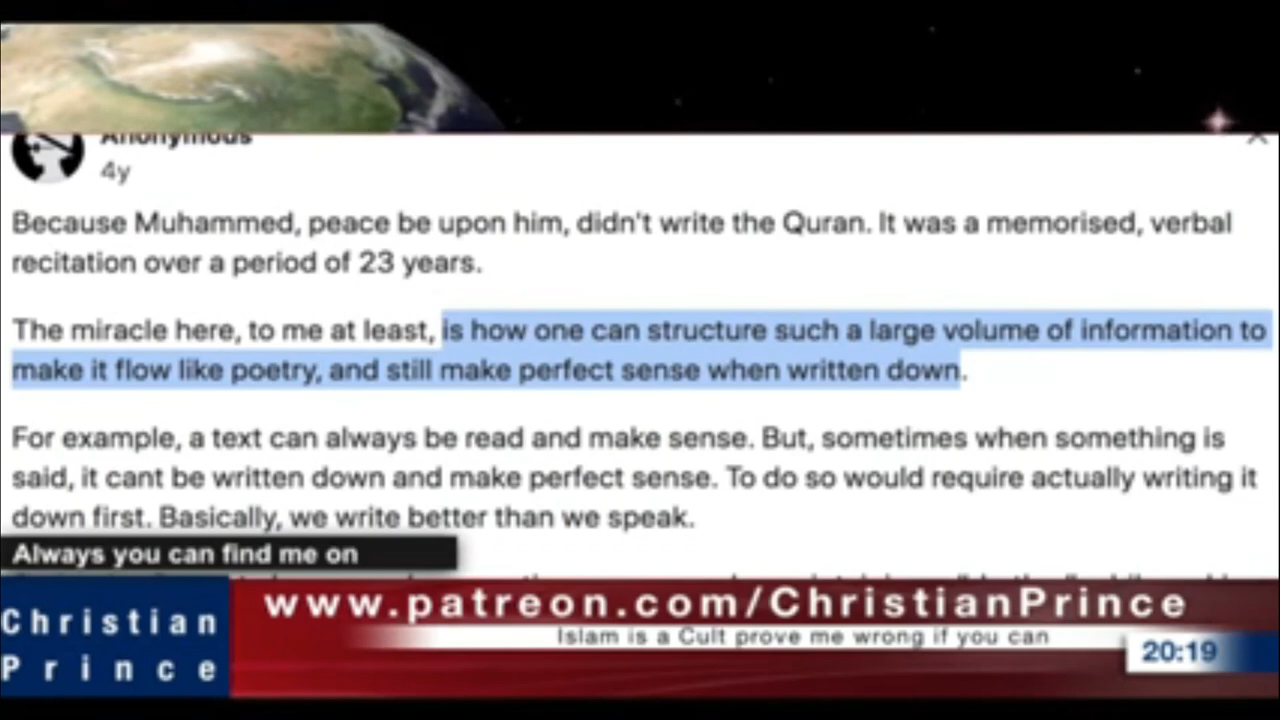 Anonymous
4y
Because Muhammed, peace be upon him, didn't write the Quran. It was a memorised, verbal
recitation over a period of 23 years.
The miracle here, to me at least, is how one can structure such a large volume of information to
make it flow like poetry, and still make perfect sense when written down.
For example, a text can always be read and make sense. But, sometimes when something is
said, it cant be written down and make perfect sense. To do so would require actually writing it
down first. Basically, we write better than we speak.
Always you can find me on
Christian
Prince
www.patreon.com/ChristianPrince
Islam is a Cult prove me wrong if you can
20:19